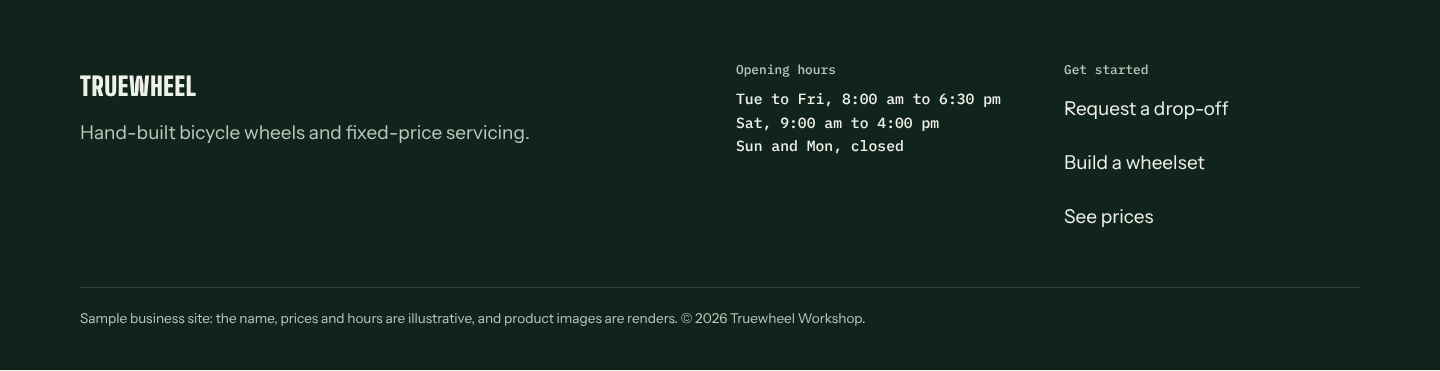 TRUEWHEEL
Hand-built bicycle wheels and fixed-price servicing.
Opening hours
Tue to Fri, 8:00 am to 6:30 pm
Sat, 9:00 am to 4:00 pm
Sun and Mon, closed
Get started
Request a drop-off
Build a wheelset
See prices
Sample business site: the name, prices and hours are illustrative, and product images are renders. © 2026 Truewheel Workshop.